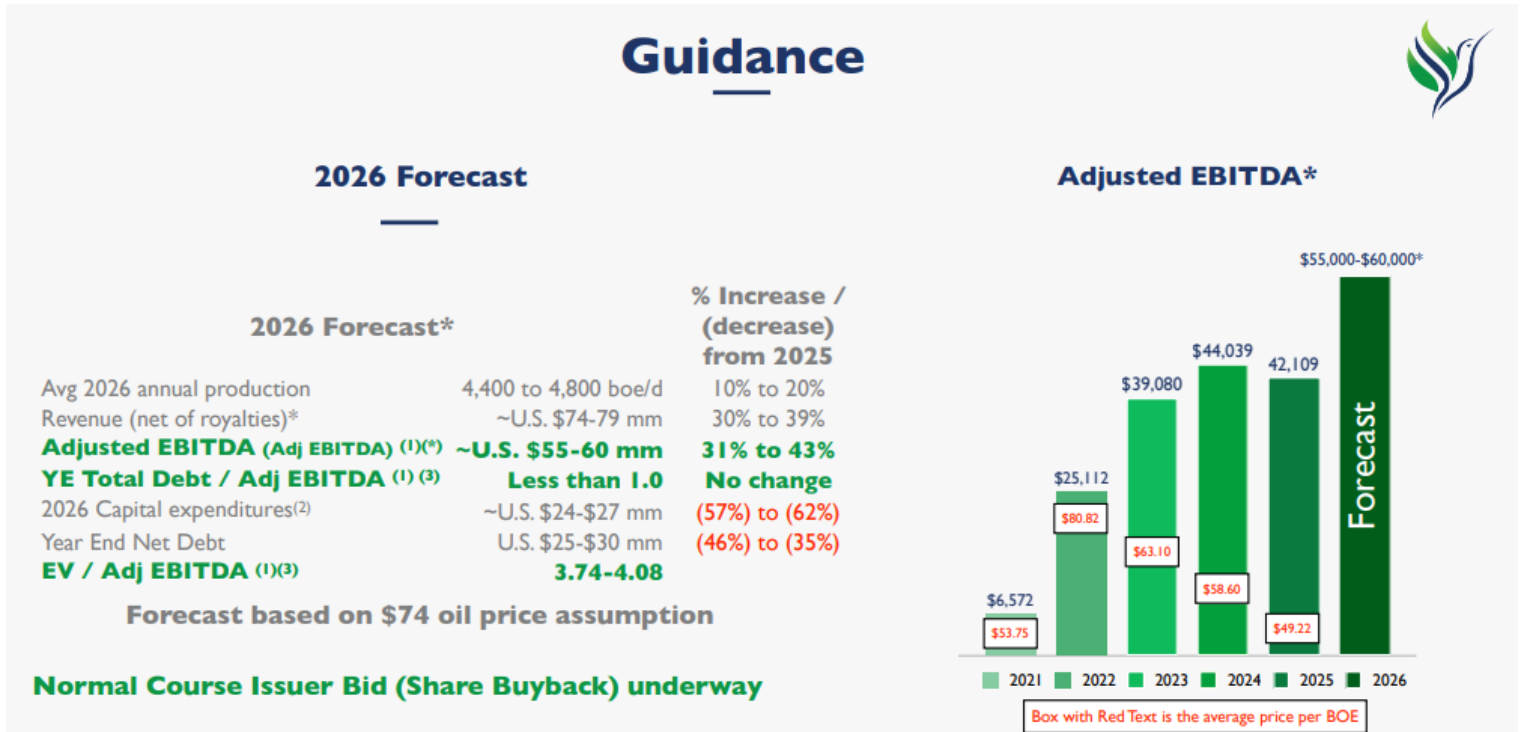 Guidance
2026 Forecast
2026 Forecast*
% Increase /
(decrease)
from 2025
Avg 2026 annual production 4,400 to 4,800 boe/d 10% to 20%
Revenue (net of royalties)* ~U.S. $74-79 mm 30% to 39%
Adjusted EBITDA (Adj EBITDA) (1)(*) ~U.S. $55-60 mm 31% to 43%
YE Total Debt / Adj EBITDA (1) (3) Less than 1.0 No change
2026 Capital expenditures(2) ~U.S. $24-$27 mm (57%) to (62%)
Year End Net Debt U.S. $25-$30 mm (46%) to (35%)
EV / Adj EBITDA (1)(3) 3.74-4.08
Forecast based on $74 oil price assumption
Normal Course Issuer Bid (Share Buyback) underway
Adjusted EBITDA*
$55,000-$60,000*
$44,039
42,109
$39,080
$25,112
$6,572
$80.82
$63.10
$58.60
$49.22
$53.75
Forecast
2021 2022 2023 2024 2025 2026
Box with Red Text is the average price per BOE